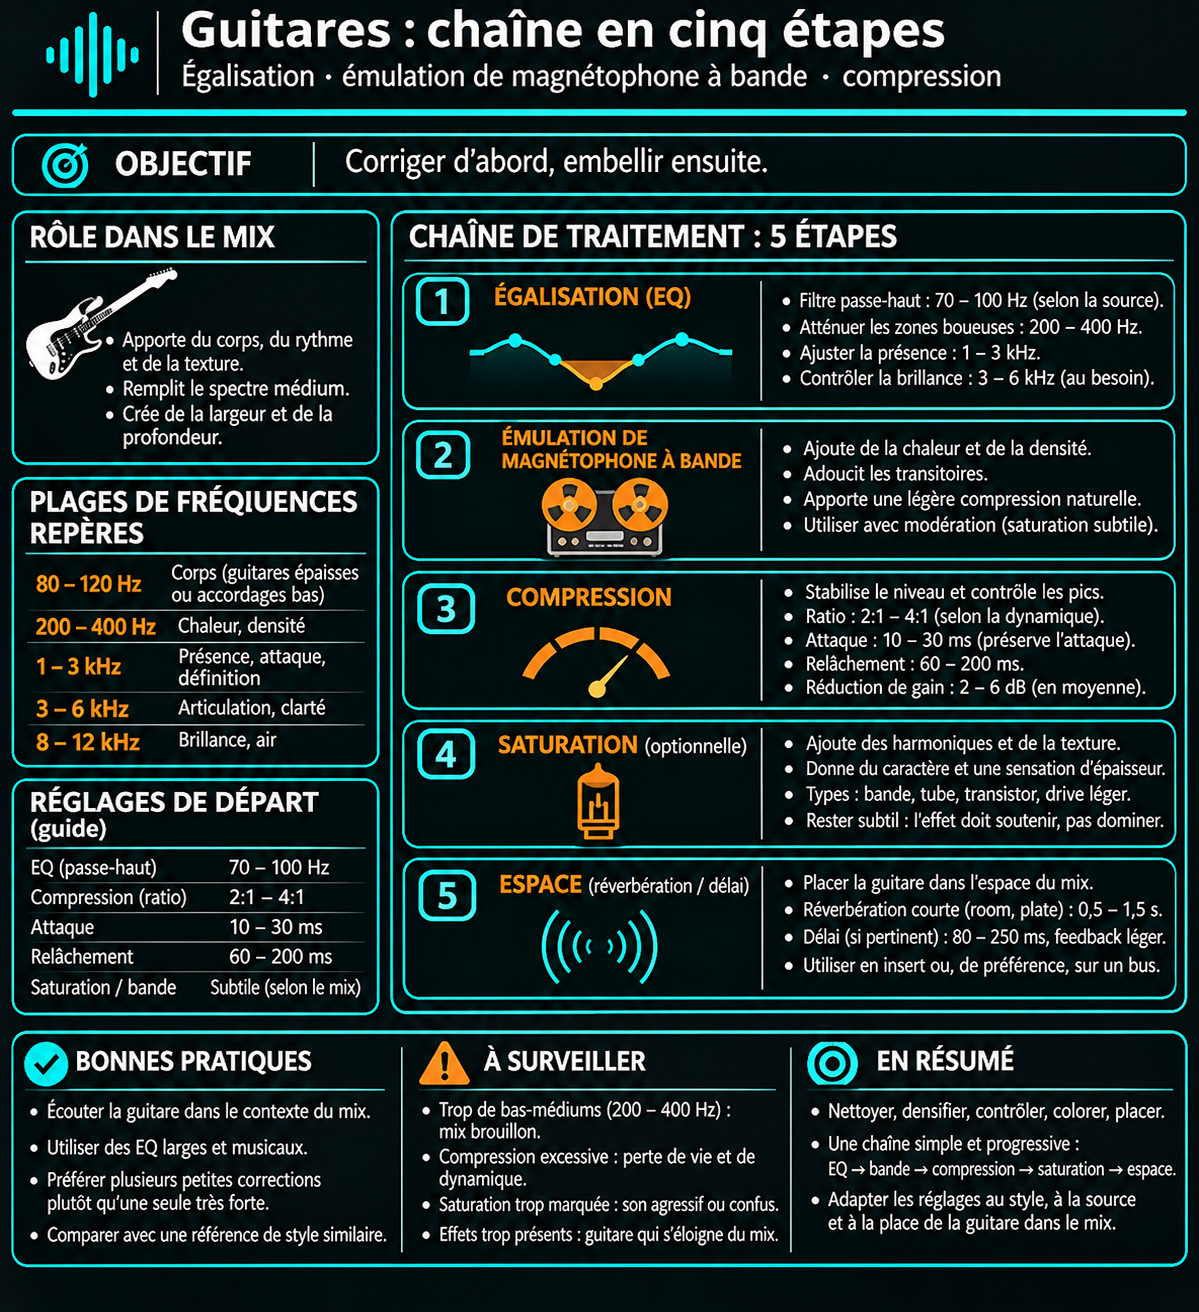 Guitares : chaîne en cinq étapes
Égalisation · émulation de magnétophone à bande · compression
OBJECTIF
Corriger d’abord, embellir ensuite.
RÔLE DANS LE MIX
• Apporte du corps, du rythme
et de la texture.
• Remplit le spectre médium.
• Crée de la largeur et de la
profondeur.
PLAGES DE FRÉQIUENCES
REPÈRES
80 – 120 Hz Corps (guitares épaisses
ou accordages bas)
200 – 400 Hz Chaleur, densité
1 – 3 kHz Présence, attaque,
définition
3 – 6 kHz Articulation, clarté
8 – 12 kHz Brillance, air
RÉGLAGES DE DÉPART
(guide)
EQ (passe-haut) 70 – 100 Hz
Compression (ratio) 2:1 – 4:1
Attaque 10 – 30 ms
Relâchement 60 – 200 ms
Saturation / bande Subtile (selon le mix)
CHAÎNE DE TRAITEMENT : 5 ÉTAPES
1 ÉGALISATION (EQ)
• Filtre passe-haut : 70 – 100 Hz (selon la source).
• Atténuer les zones boueuses : 200 – 400 Hz.
• Ajuster la présence : 1 – 3 kHz.
• Contrôler la brillance : 3 – 6 kHz (au besoin).
2 ÉMULATION DE
MAGNÉTOPHONE À BANDE
• Ajoute de la chaleur et de la densité.
• Adoucit les transitoires.
• Apporte une légère compression naturelle.
• Utiliser avec modération (saturation subtile).
3 COMPRESSION
• Stabilise le niveau et contrôle les pics.
• Ratio : 2:1 – 4:1 (selon la dynamique).
• Attaque : 10 – 30 ms (préserve l’attaque).
• Relâchement : 60 – 200 ms.
• Réduction de gain : 2 – 6 dB (en moyenne).
4 SATURATION (optionnelle)
• Ajoute des harmoniques et de la texture.
• Donne du caractère et une sensation d’épaisseur.
• Types : bande, tube, transistor, drive léger.
• Rester subtil : l’effet doit soutenir, pas dominer.
5 ESPACE (réverbération / délai)
• Placer la guitare dans l’espace du mix.
• Réverbération courte (room, plate) : 0,5 – 1,5 s.
• Délai (si pertinent) : 80 – 250 ms, feedback léger.
• Utiliser en insert ou, de préférence, sur un bus.
BONNES PRATIQUES
• Écouter la guitare dans le contexte du mix.
• Utiliser des EQ larges et musicaux.
• Préférer plusieurs petites corrections
plutôt qu’une seule très forte.
• Comparer avec une référence de style similaire.
À SURVEILLER
• Trop de bas-médiums (200 – 400 Hz) :
mix brouillon.
• Compression excessive : perte de vie et de
dynamique.
• Saturation trop marquée : son agressif ou confus.
• Effets trop présents : guitare qui s’éloigne du mix.
EN RÉSUMÉ
• Nettoyer, densifier, contrôler, colorer, placer.
• Une chaîne simple et progressive :
EQ → bande → compression → saturation → espace.
• Adapter les réglages au style, à la source
et à la place de la guitare dans le mix.